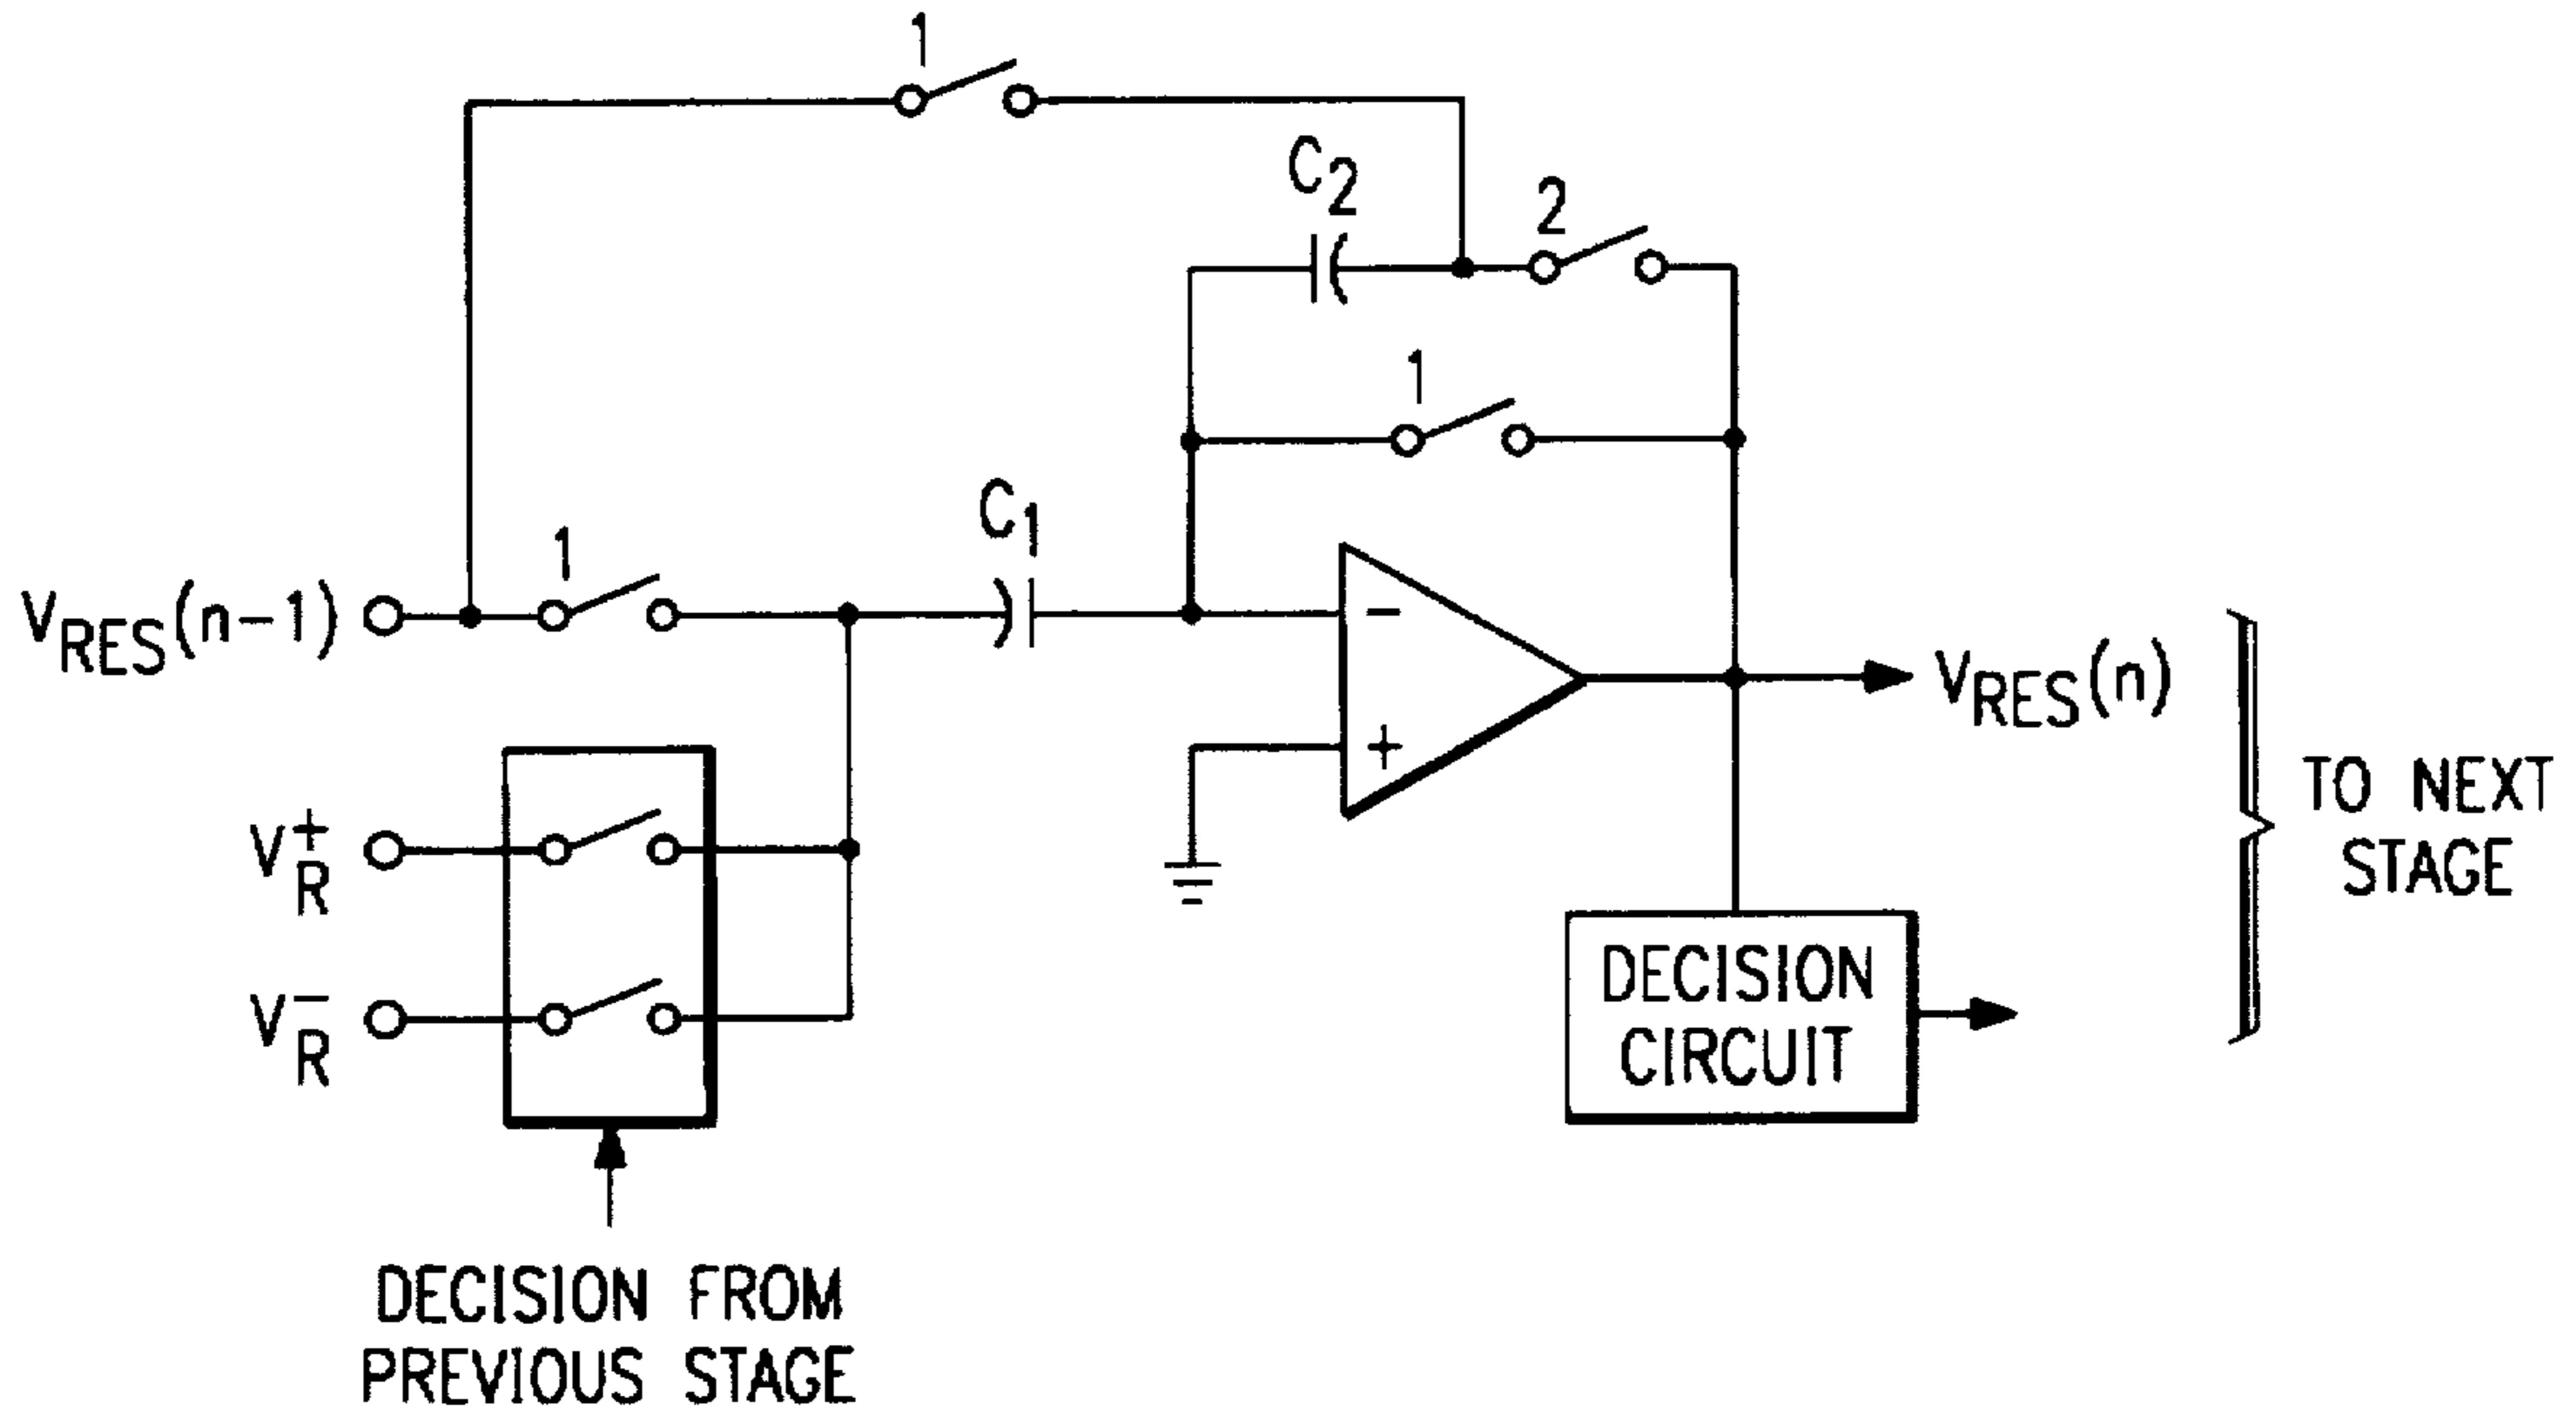 1
C2
2
1
C1
1
VRES(n-1)
-
+
VRES(n)
TO NEXT
STAGE
V+R
V-R
DECISION
CIRCUIT
DECISION FROM
PREVIOUS STAGE